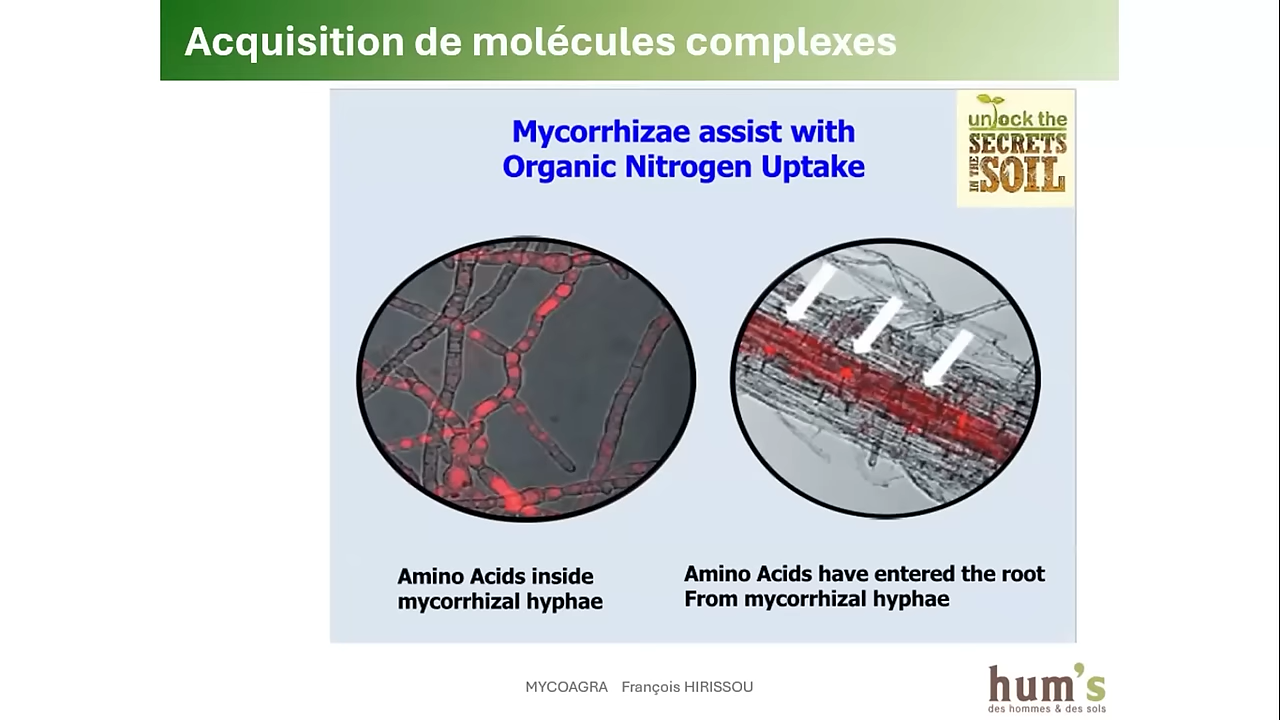 Acquisition de molécules complexes
Mycorrhizae assist with
Organic Nitrogen Uptake
unlock the
SECRETS
IN THE
SOIL
Amino Acids inside
mycorrhizal hyphae
Amino Acids have entered the root
From mycorrhizal hyphae
MYCOAGRA François HIRISSOU
hum's
des hommes & des sols